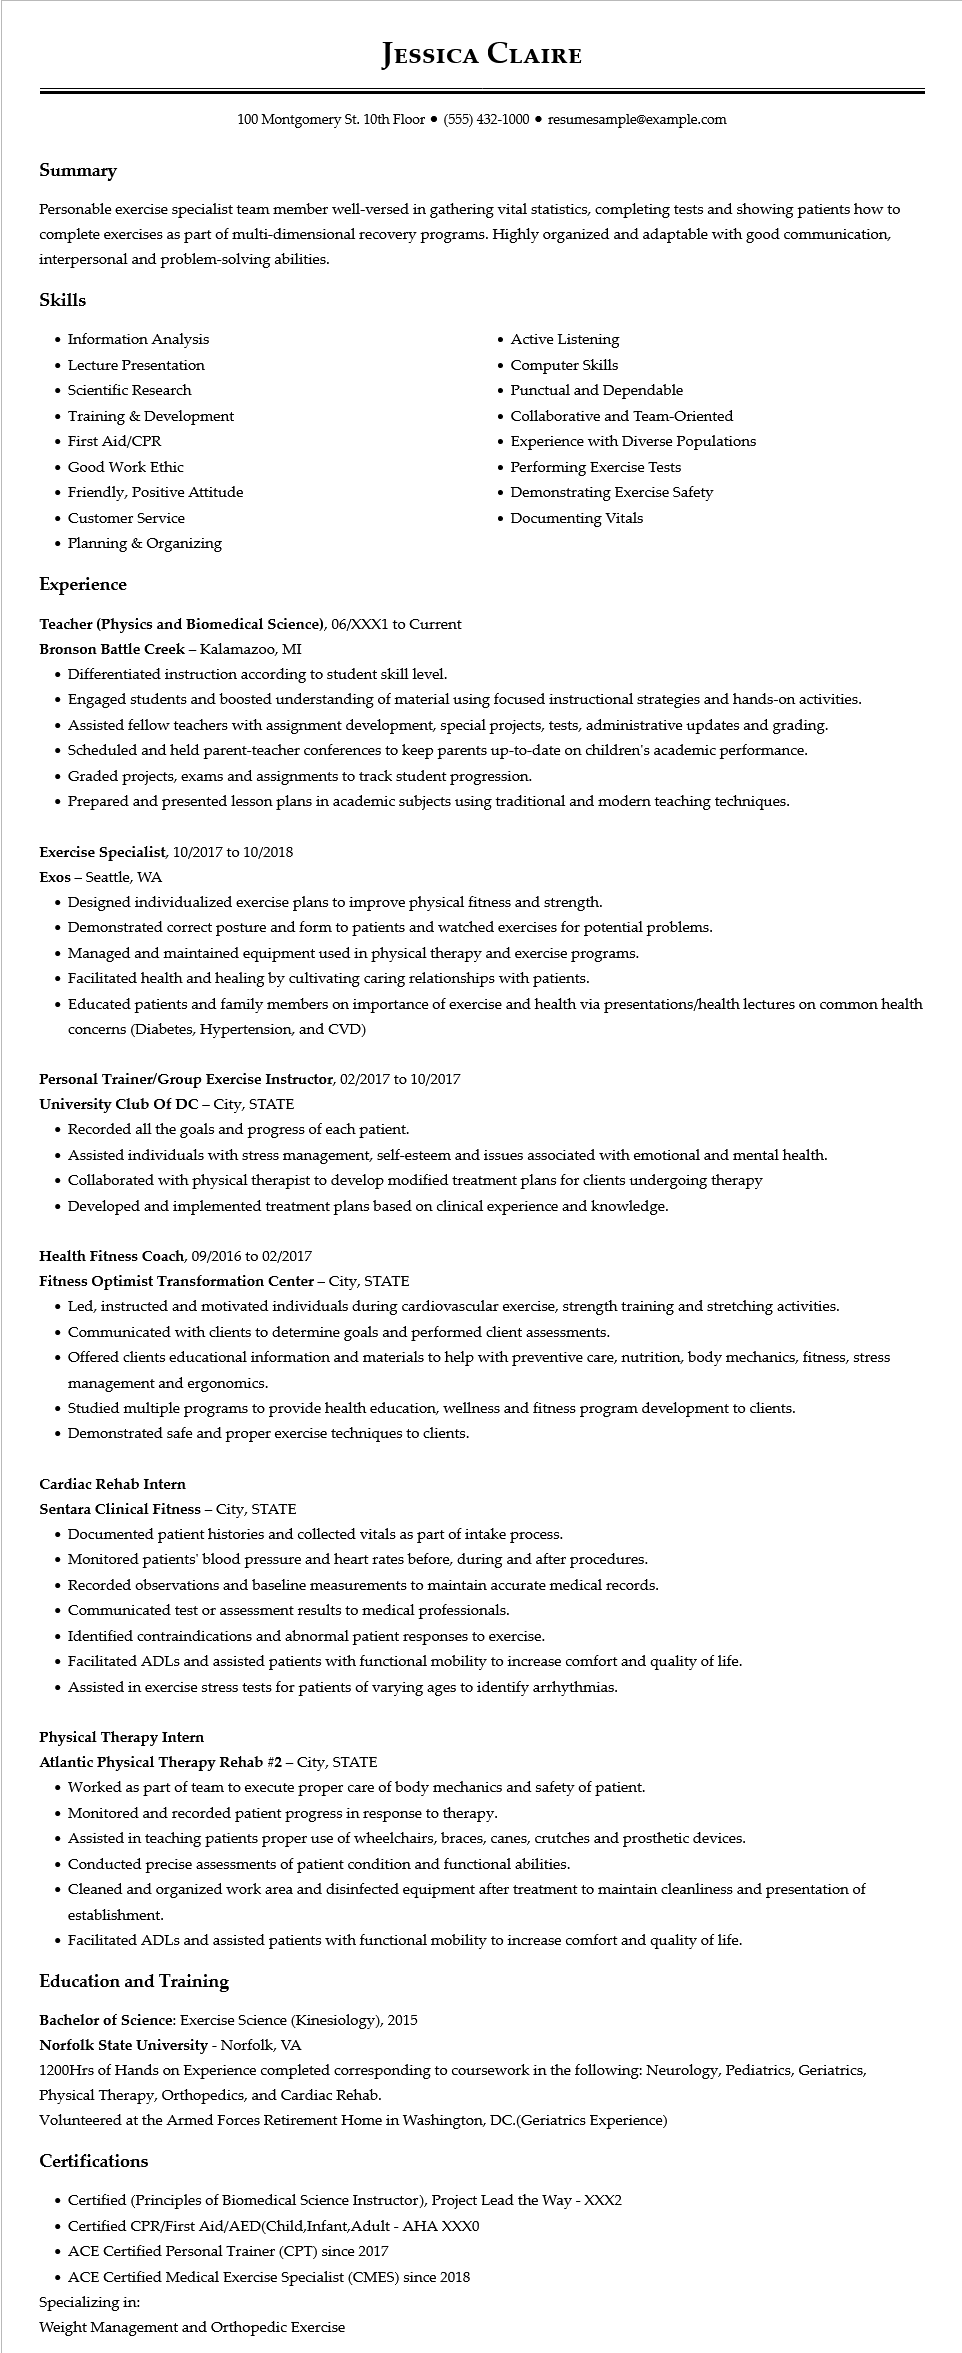 Jessica Claire
100 Montgomery St. 10th Floor ● (555) 432-1000 ● resumesample@example.com
Summary
Personable exercise specialist team member well-versed in gathering vital statistics, completing tests and showing patients how to
complete exercises as part of multi-dimensional recovery programs. Highly organized and adaptable with good communication,
interpersonal and problem-solving abilities.
Skills
• Information Analysis
• Lecture Presentation
• Scientific Research
• Training & Development
• First Aid/CPR
• Good Work Ethic
• Friendly, Positive Attitude
• Customer Service
• Planning & Organizing
• Active Listening
• Computer Skills
• Punctual and Dependable
• Collaborative and Team-Oriented
• Experience with Diverse Populations
• Performing Exercise Tests
• Demonstrating Exercise Safety
• Documenting Vitals
Experience
Teacher (Physics and Biomedical Science), 06/XXX1 to Current
Bronson Battle Creek – Kalamazoo, MI
• Differentiated instruction according to student skill level.
• Engaged students and boosted understanding of material using focused instructional strategies and hands-on activities.
• Assisted fellow teachers with assignment development, special projects, tests, administrative updates and grading.
• Scheduled and held parent-teacher conferences to keep parents up-to-date on children's academic performance.
• Graded projects, exams and assignments to track student progression.
• Prepared and presented lesson plans in academic subjects using traditional and modern teaching techniques.
Exercise Specialist, 10/2017 to 10/2018
Exos – Seattle, WA
• Designed individualized exercise plans to improve physical fitness and strength.
• Demonstrated correct posture and form to patients and watched exercises for potential problems.
• Managed and maintained equipment used in physical therapy and exercise programs.
• Facilitated health and healing by cultivating caring relationships with patients.
• Educated patients and family members on importance of exercise and health via presentations/health lectures on common health
concerns (Diabetes, Hypertension, and CVD)
Personal Trainer/Group Exercise Instructor, 02/2017 to 10/2017
University Club Of DC – City, STATE
• Recorded all the goals and progress of each patient.
• Assisted individuals with stress management, self-esteem and issues associated with emotional and mental health.
• Collaborated with physical therapist to develop modified treatment plans for clients undergoing therapy
• Developed and implemented treatment plans based on clinical experience and knowledge.
Health Fitness Coach, 09/2016 to 02/2017
Fitness Optimist Transformation Center – City, STATE
• Led, instructed and motivated individuals during cardiovascular exercise, strength training and stretching activities.
• Communicated with clients to determine goals and performed client assessments.
• Offered clients educational information and materials to help with preventive care, nutrition, body mechanics, fitness, stress
management and ergonomics.
• Studied multiple programs to provide health education, wellness and fitness program development to clients.
• Demonstrated safe and proper exercise techniques to clients.
Cardiac Rehab Intern
Sentara Clinical Fitness – City, STATE
• Documented patient histories and collected vitals as part of intake process.
• Monitored patients' blood pressure and heart rates before, during and after procedures.
• Recorded observations and baseline measurements to maintain accurate medical records.
• Communicated test or assessment results to medical professionals.
• Identified contraindications and abnormal patient responses to exercise.
• Facilitated ADLs and assisted patients with functional mobility to increase comfort and quality of life.
• Assisted in exercise stress tests for patients of varying ages to identify arrhythmias.
Physical Therapy Intern
Atlantic Physical Therapy Rehab #2 – City, STATE
• Worked as part of team to execute proper care of body mechanics and safety of patient.
• Monitored and recorded patient progress in response to therapy.
• Assisted in teaching patients proper use of wheelchairs, braces, canes, crutches and prosthetic devices.
• Conducted precise assessments of patient condition and functional abilities.
• Cleaned and organized work area and disinfected equipment after treatment to maintain cleanliness and presentation of
establishment.
• Facilitated ADLs and assisted patients with functional mobility to increase comfort and quality of life.
Education and Training
Bachelor of Science: Exercise Science (Kinesiology), 2015
Norfolk State University - Norfolk, VA
1200Hrs of Hands on Experience completed corresponding to coursework in the following: Neurology, Pediatrics, Geriatrics,
Physical Therapy, Orthopedics, and Cardiac Rehab.
Volunteered at the Armed Forces Retirement Home in Washington, DC.(Geriatrics Experience)
Certifications
• Certified (Principles of Biomedical Science Instructor), Project Lead the Way - XXX2
• Certified CPR/First Aid/AED(Child,Infant,Adult - AHA XXX0
• ACE Certified Personal Trainer (CPT) since 2017
• ACE Certified Medical Exercise Specialist (CMES) since 2018
Specializing in:
Weight Management and Orthopedic Exercise